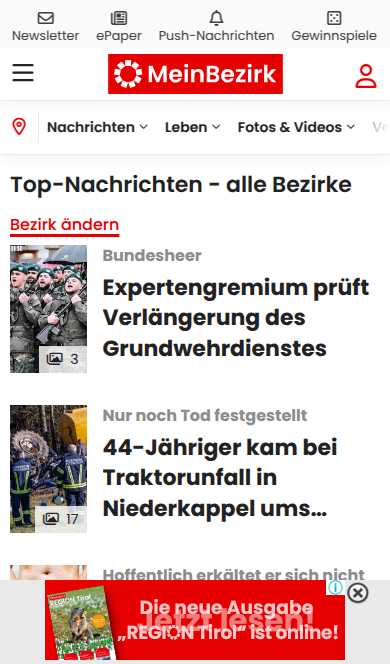 Newsletter ePaper Push-Nachrichten Gewinnspiele
MeinBezirk
Nachrichten Leben Fotos & Videos
Top-Nachrichten - alle Bezirke
Bezirk ändern
Bundesheer
Expertengremium prüft
Verlängerung des
Grundwehrdienstes
3
Nur noch Tod festgestellt
44-Jähriger kam bei
Traktorunfall in
Niederkappel ums...
17
Hoffentlich erkältet er sich nicht
REGION Tirol
Die neue Ausgabe
„REGION Tirol“ ist online!
Jetzt lesen!